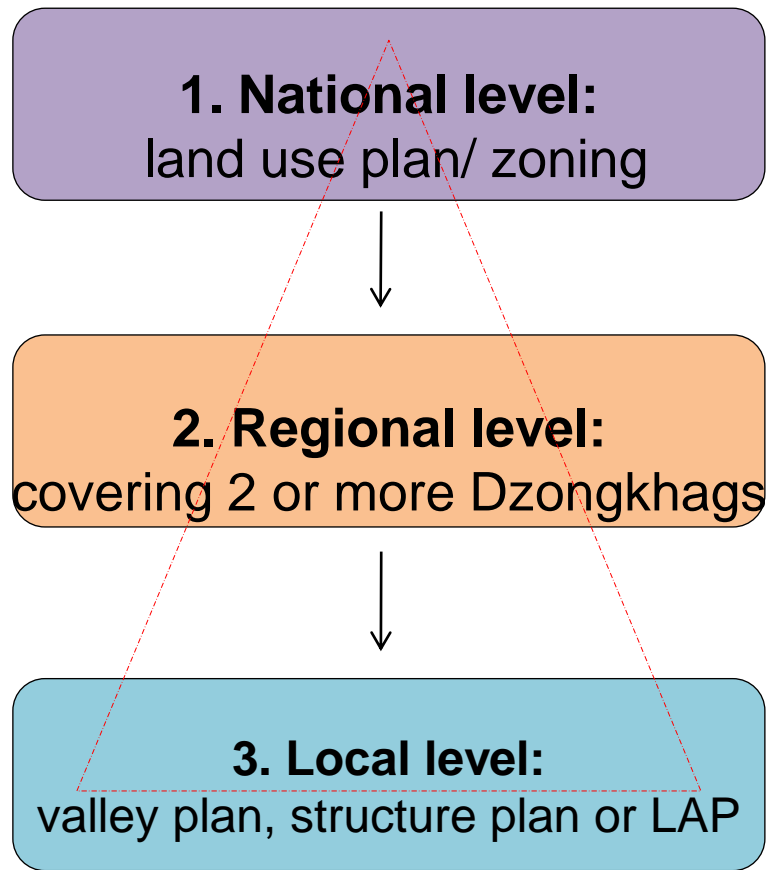 1. National level:
land use plan/ zoning
2. Regional level:
covering 2 or more Dzongkhags
3. Local level:
valley plan, structure plan or LAP